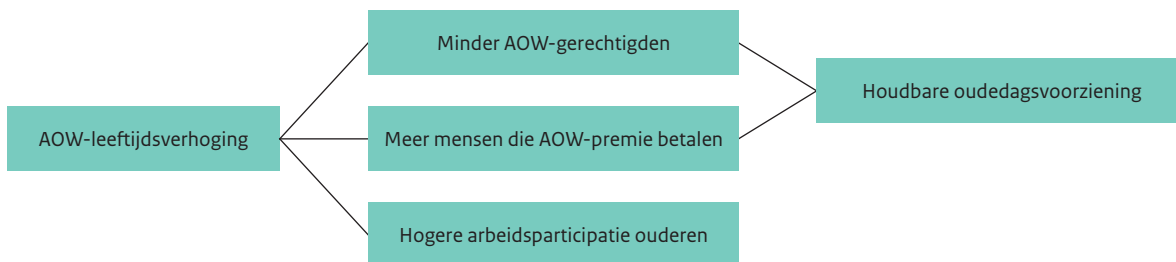 AOW-leeftijdsverhoging
Minder AOW-gerechtigden
Meer mensen die AOW-premie betalen
Hogere arbeidsparticipatie ouderen
Houdbare oudedagsvoorziening